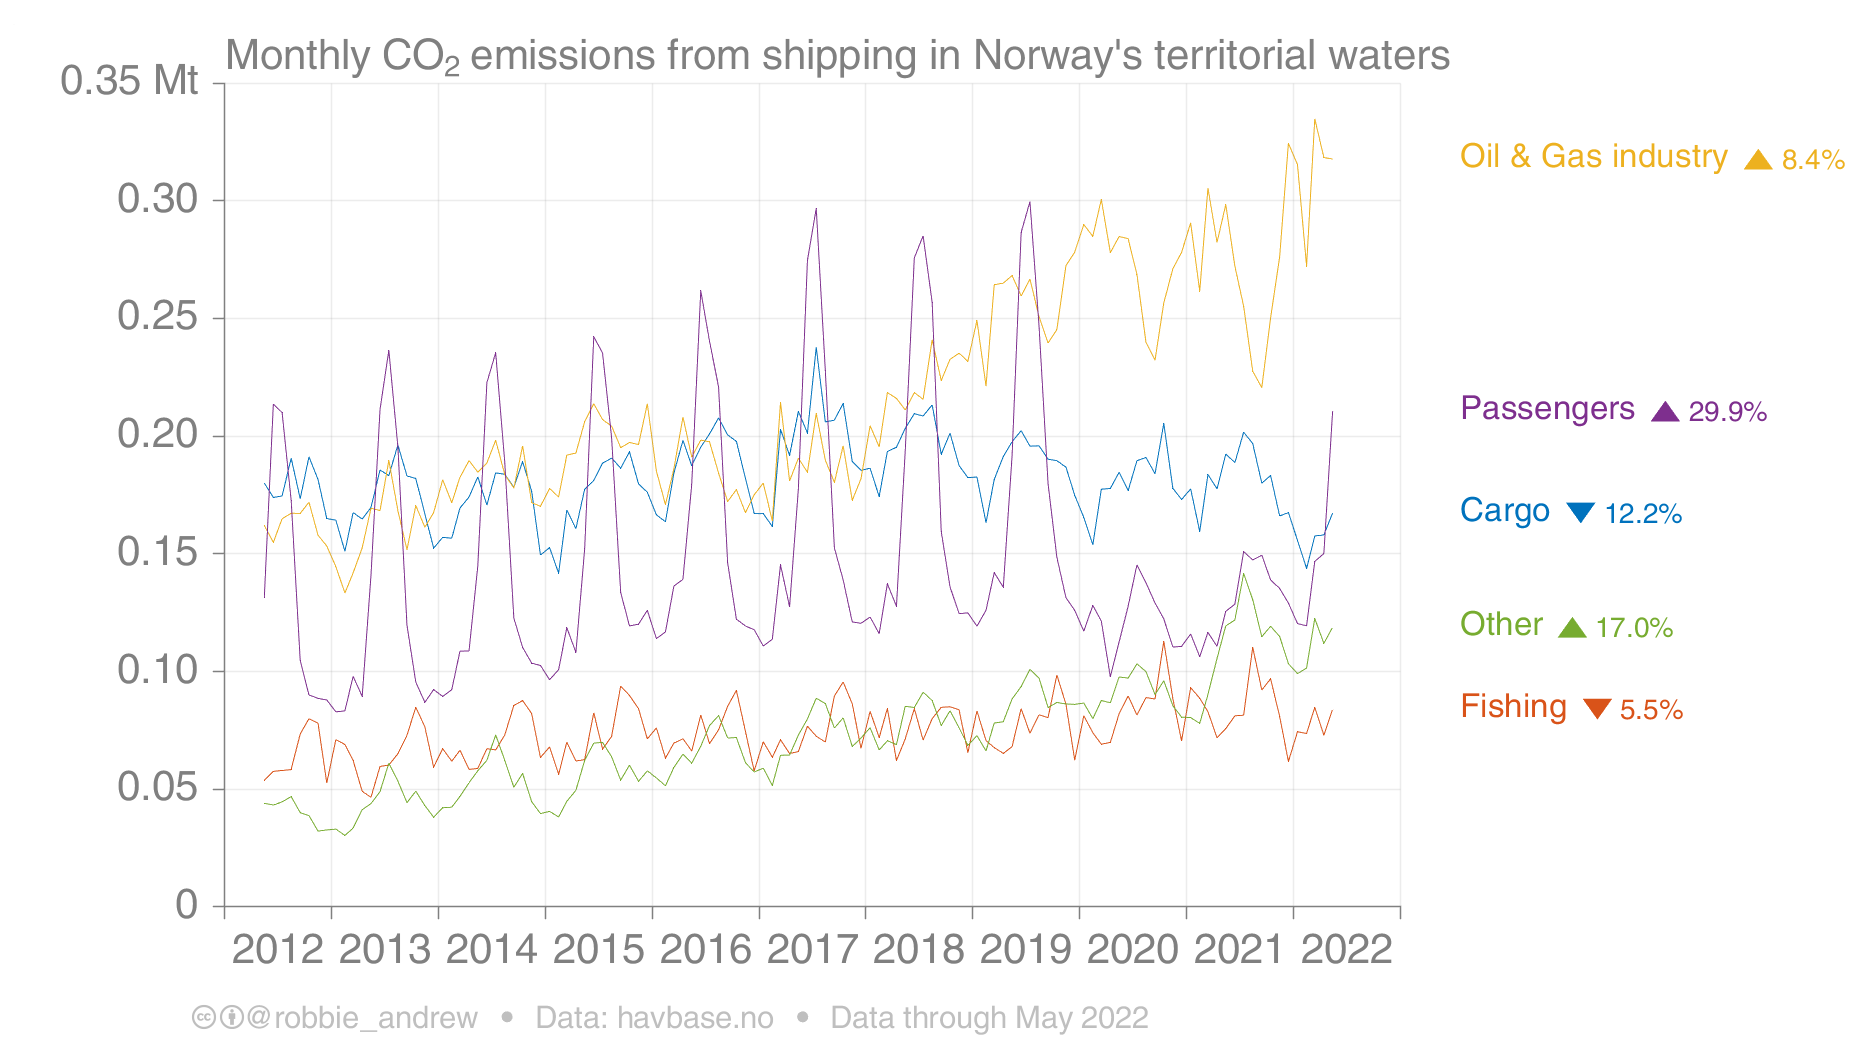 Monthly CO₂ emissions from shipping in Norway's territorial waters
0.35 Mt
0.30
0.25
0.20
0.15
0.10
0.05
0
2012 2013 2014 2015 2016 2017 2018 2019 2020 2021 2022
Oil & Gas industry ▲ 8.4%
Passengers ▲ 29.9%
Cargo ▼ 12.2%
Other ▲ 17.0%
Fishing ▼ 5.5%
@robbie_andrew • Data: havbase.no • Data through May 2022